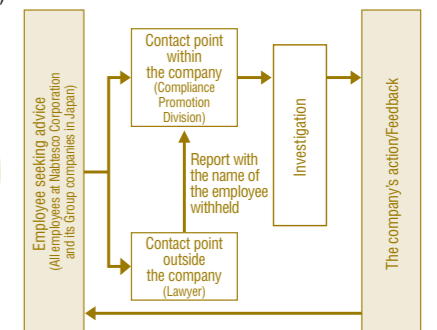 Employee seeking advice
(All employees at Nabtesco Corporation
and its Group companies in Japan)
Contact point
within
the company
(Compliance
Promotion
Division)
Report with
the name of
the employee
withheld
Contact point
outside
the company
(Lawyer)
Investigation
The company's action/Feedback